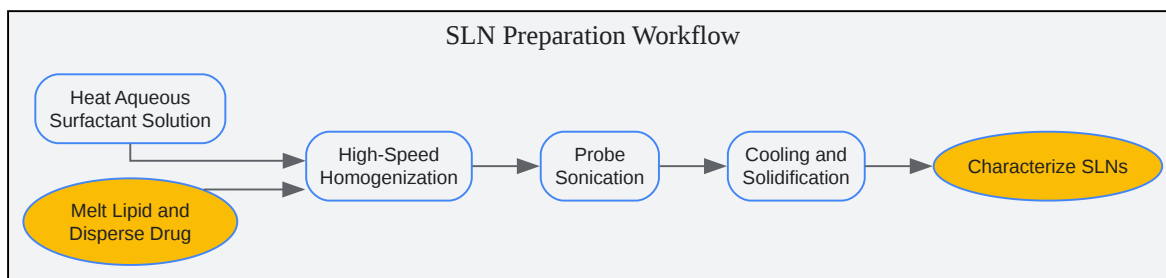 SLN Preparation Workflow
Heat Aqueous
Surfactant Solution
Melt Lipid and
Disperse Drug
High-Speed
Homogenization
Probe
Sonication
Cooling and
Solidification
Characterize SLNs